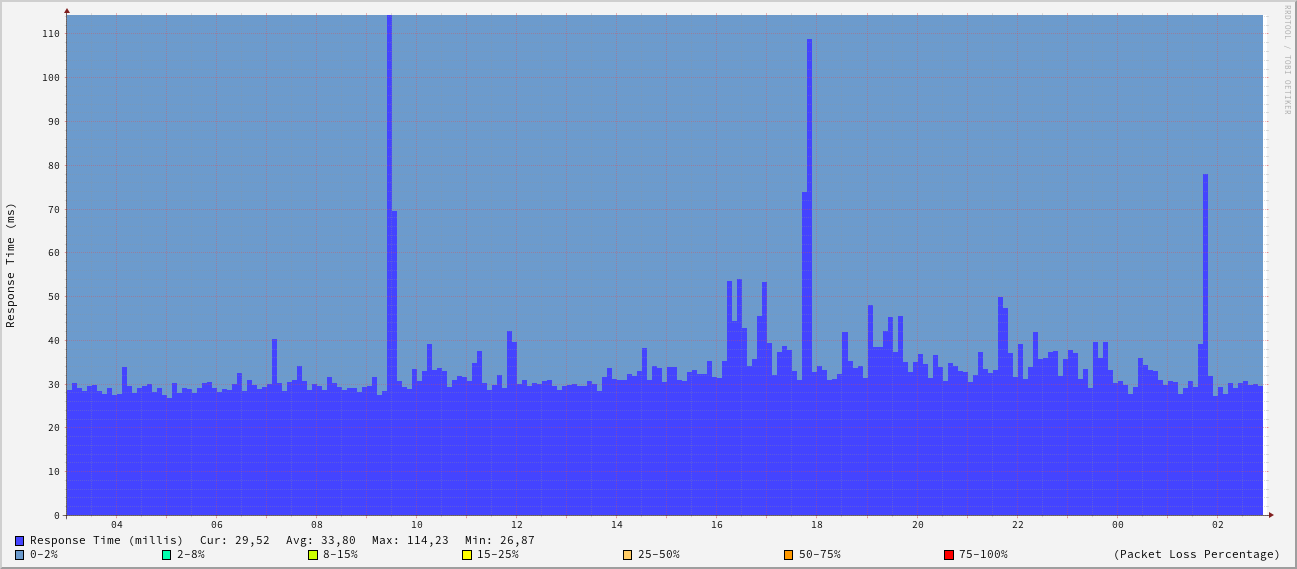 RRDTOOL / TOBI OETIKER
Response Time (ms)
110
100
90
80
70
60
50
40
30
20
10
0
04 06 08 10 12 14 16 18 20 22 00 02
Response Time (millis) Cur: 29,52 Avg: 33,80 Max: 114,23 Min: 26,87
0-2% 2-8% 8-15% 15-25% 25-50% 50-75% 75-100% (Packet Loss Percentage)